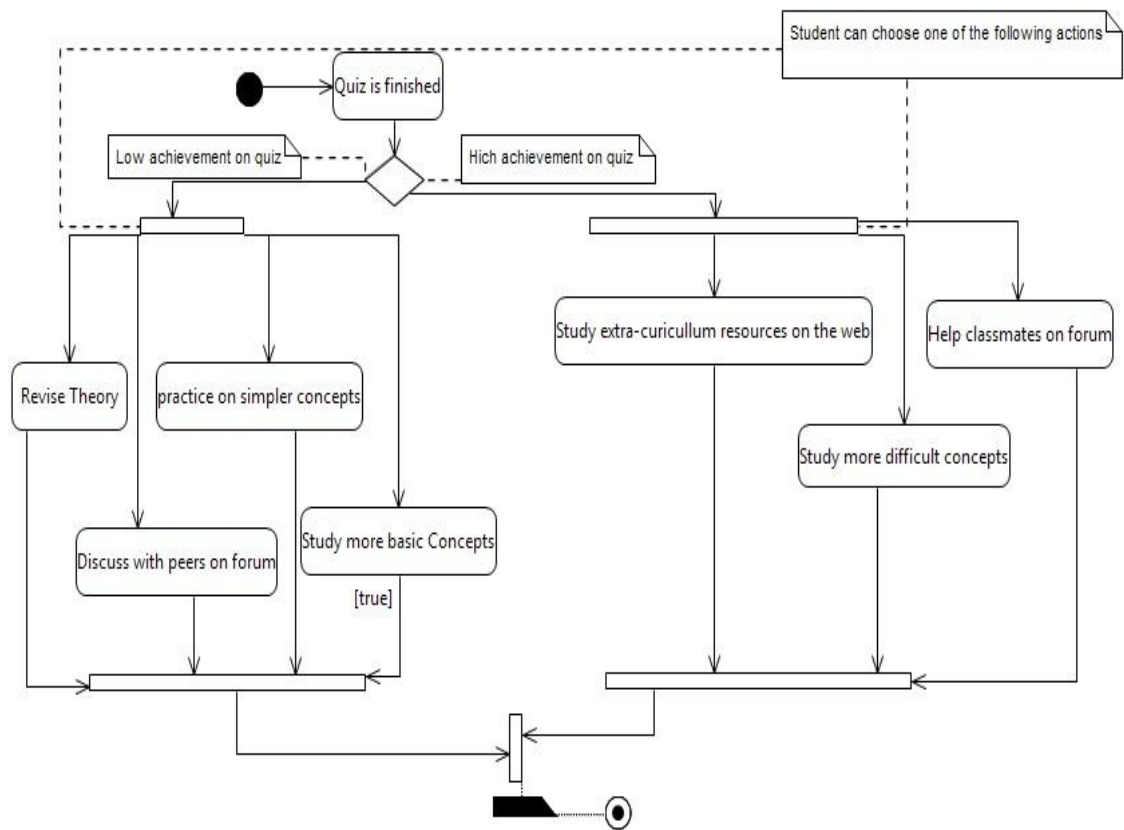 Student can choose one of the following actions
Quiz is finished
Low achievement on quiz
Hich achievement on quiz
Study extra-curicullum resources on the web
Help classmates on forum
Revise Theory
practice on simpler concepts
Study more difficult concepts
Study more basic Concepts
Discuss with peers on forum
[true]